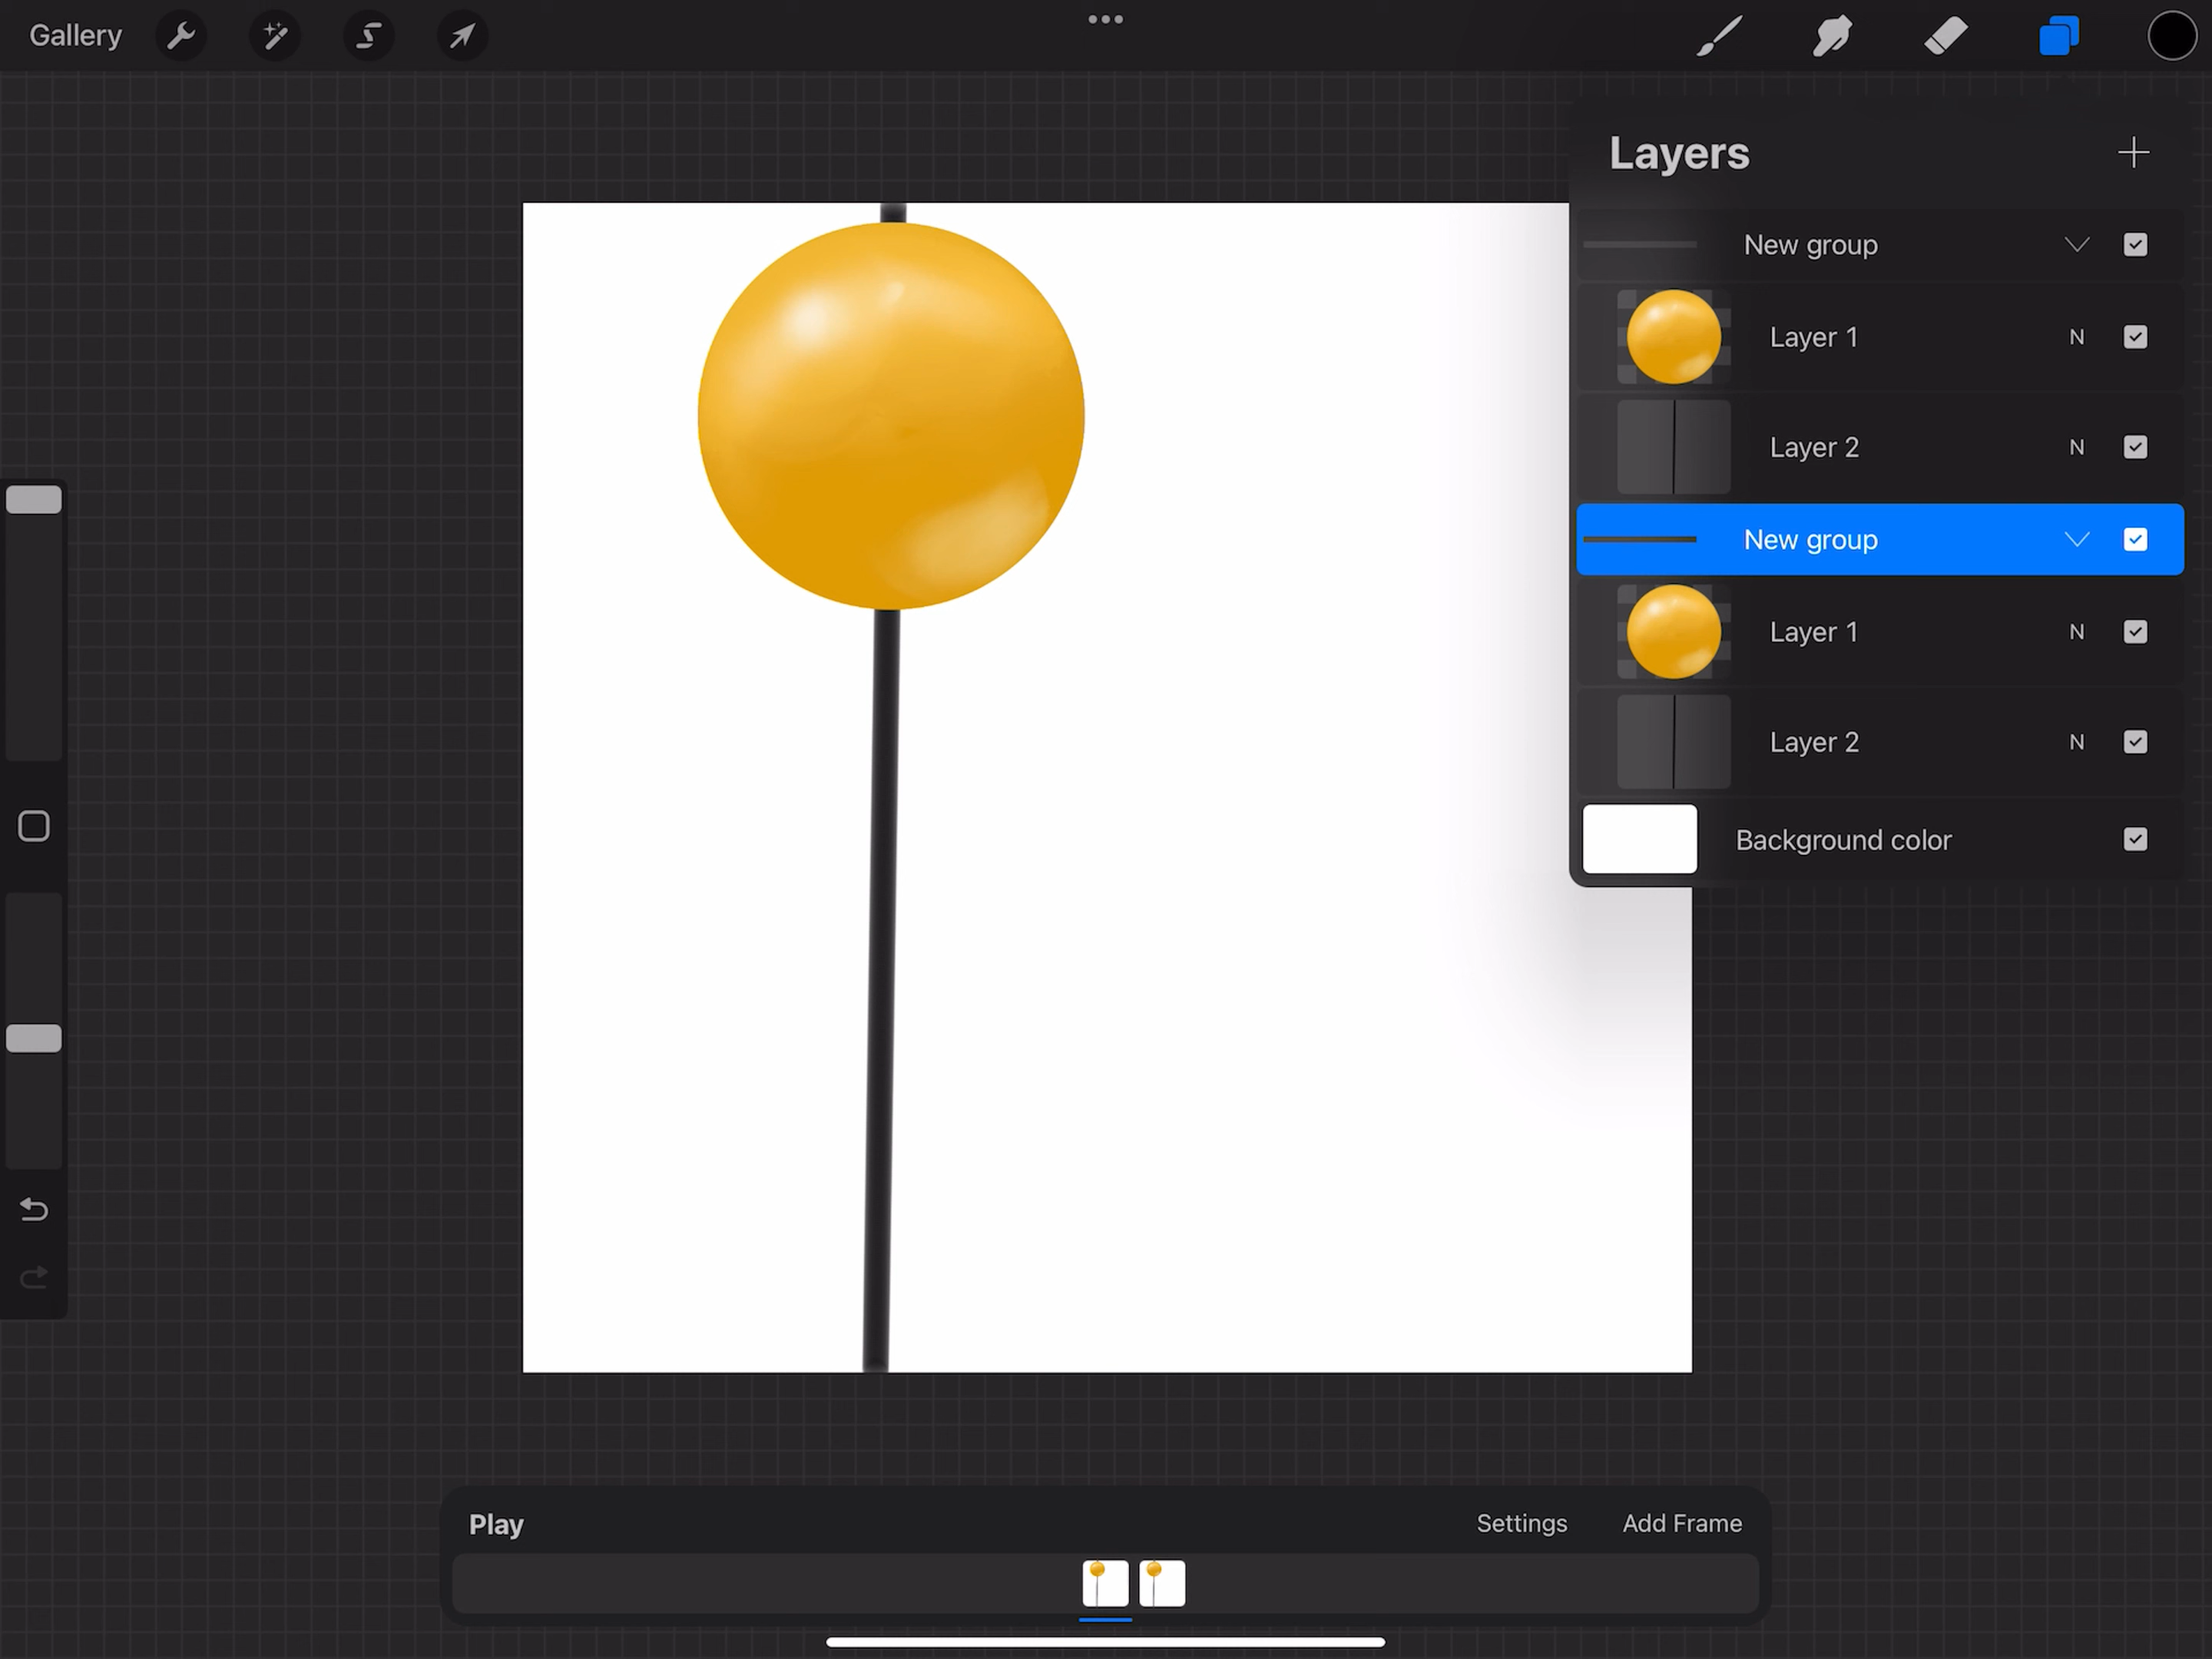 Gallery
Layers
New group
Layer 1 N
Layer 2 N
New group
Layer 1 N
Layer 2 N
Background color
Play Settings Add Frame